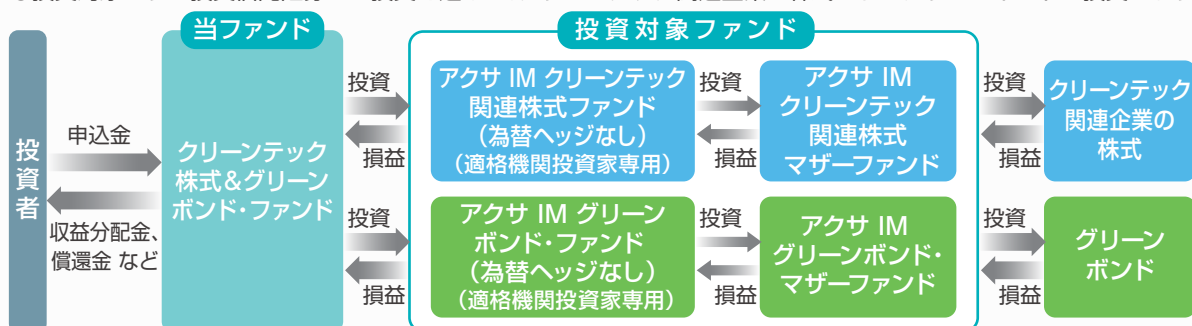 当ファンド
投資対象ファンド
投資者
申込金
収益分配金、
償還金 など
クリーンテック
株式&グリーン
ボンド・ファンド
投資
損益
アクサ IM クリーンテック
関連株式ファンド
（為替ヘッジなし）
（適格機関投資家専用）
投資
損益
アクサ IM
クリーンテック
関連株式
マザーファンド
投資
損益
クリーンテック
関連企業の
株式
投資
損益
アクサ IM グリーン
ボンド・ファンド
（為替ヘッジなし）
（適格機関投資家専用）
投資
損益
アクサ IM
グリーンボンド・
マザーファンド
投資
損益
グリーン
ボンド